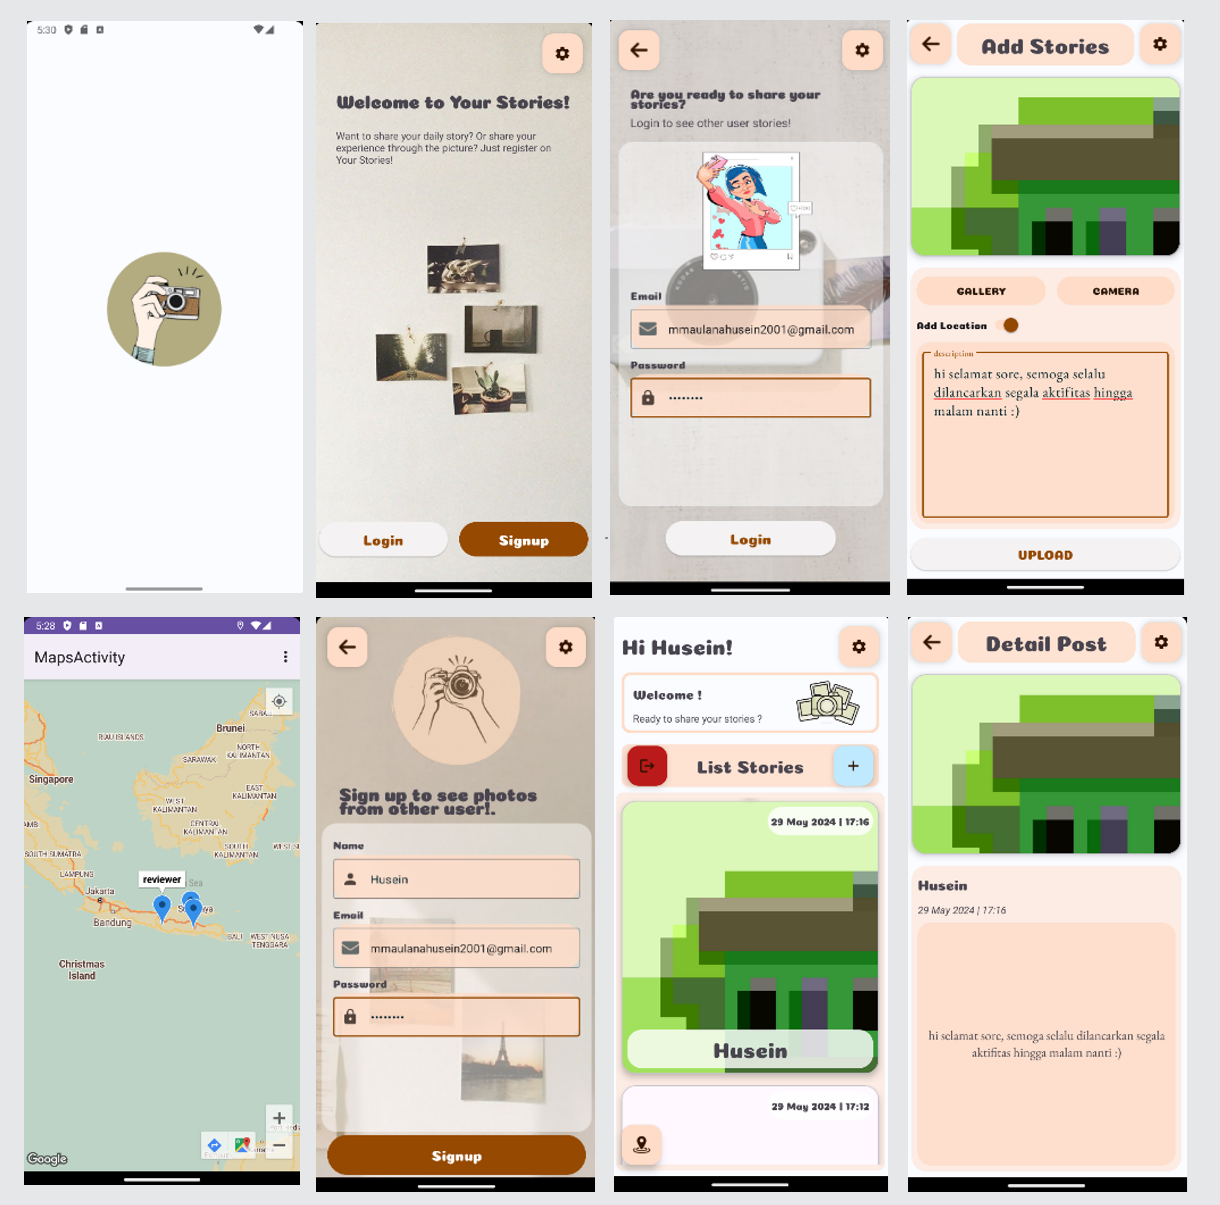 5:30
Welcome to Your Stories!
Want to share your daily story? Or share your
experience through the picture? Just register on
Your Stories!
Login
Signup
Are you ready to share your
stories?
Login to see other user stories!
Email
mmaulanahusein2001@gmail.com
Password
Login
Add Stories
GALLERY
CAMERA
Add Location
description
hi selamat sore, semoga selalu
dilancarkan segala aktifitas hingga
malam nanti :)
UPLOAD
5:28
MapsActivity
RIAU ISLANDS
Brunei
SARAWAK
NORTH
KALIMANTAN
Singapore
EAST
KALIMANTAN
WEST
KALIMANTAN
CENTRAL
KALIMANTAN
SOUTH
KALIMANTAN
SOUTH SUMATRA
LAMPUNG
reviewer
Sea
Jakarta
Bandung
BALI
WEST NUSA
TENGGARA
Christmas
Island
Google
Sign up to see photos
from other user!.
Name
Husein
Email
mmaulanahusein2001@gmail.com
Password
Signup
Hi Husein!
Welcome !
Ready to share your stories ?
List Stories
29 May 2024 | 17:16
Husein
29 May 2024 | 17:12
Detail Post
Husein
29 May 2024 | 17:16
hi selamat sore, semoga selalu dilancarkan segala
aktifitas hingga malam nanti :)